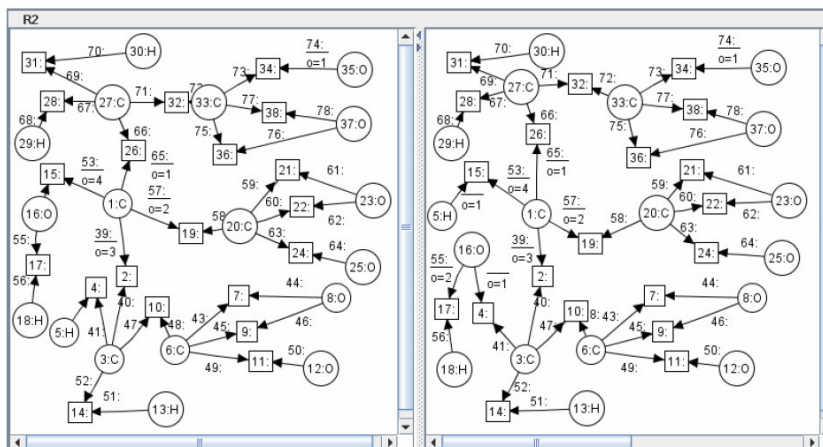 R2
70:
30:H
31:
69:
71:
27:C
28:
67:
68:
29:H
66:
26:
32:
72
33:C
73:
34:
74:
o=1
35:O
77:
38:
78:
37:O
75:
76:
36:
15:
53:
o=4
65:
o=1
16:O
1:C
57:
o=2
59:
21:
61:
60:
22:
23:O
62:
58
20:C
19:
63:
24:
64:
25:O
55:
17:
56:
18:H
39:
o=3
2:
4:
40:
5:H
41:
10:
47
48:
43:
7:
44:
8:O
45:
9:
46:
3:C
6:C
49:
11:
50:
12:O
52:
51:
14:
13:H
70:
30:H
31:
69:
71:
27:C
28:
67:
68:
29:H
66:
26:
32:
72:
33:C
73:
34:
74:
o=1
35:O
77:
38:
78:
37:O
75:
76:
36:
15:
53:
o=4
65:
o=1
o=1
5:H
1:C
57:
o=2
59:
21:
61:
60:
22:
23:O
62:
58:
20:C
19:
63:
24:
64:
25:O
16:O
55:
o=2
o=1
17:
4:
56:
18:H
39:
o=3
2:
40:
41:
10:
47
8:
43:
7:
44:
8:O
45:
9:
46:
3:C
6:C
49:
11:
50:
12:O
52:
51:
14:
13:H